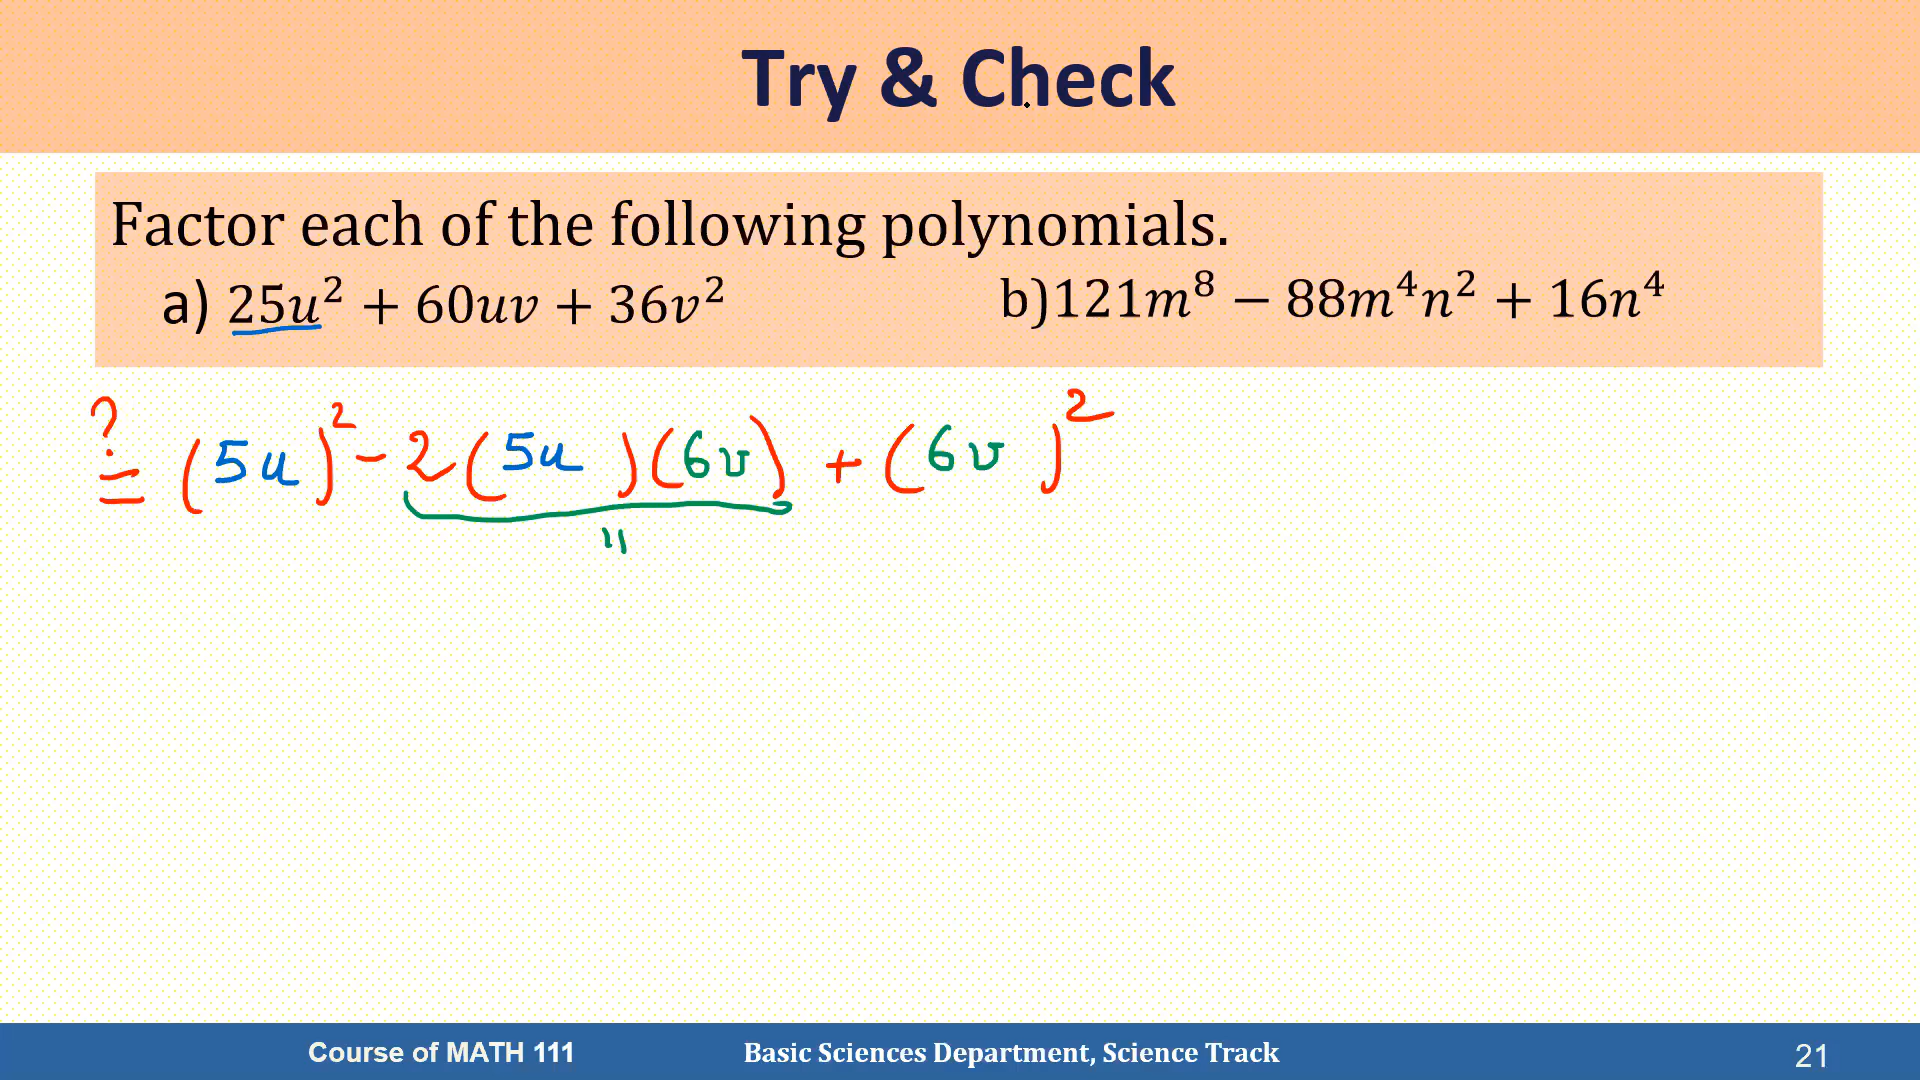 Try & Check
Factor each of the following polynomials.
a) 25u² + 60uv + 36v²
b)121m⁸ − 88m⁴n² + 16n⁴
? = (5u)² - 2(5u)(6v) + (6v)²
"
Course of MATH 111
Basic Sciences Department, Science Track
21